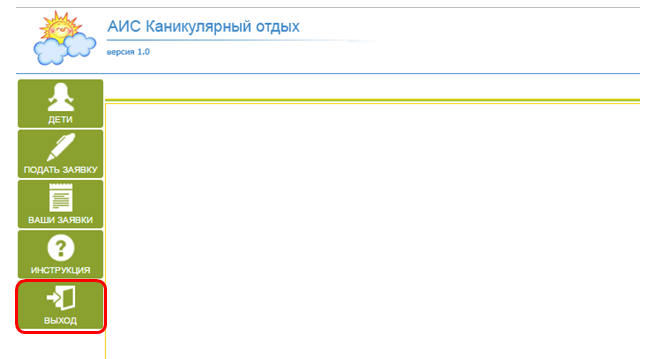 АИС Каникулярный отдых
версия 1.0
ДЕТИ
ПОДАТЬ ЗАЯВКУ
ВАШИ ЗАЯВКИ
?
ИНСТРУКЦИЯ
ВЫХОД